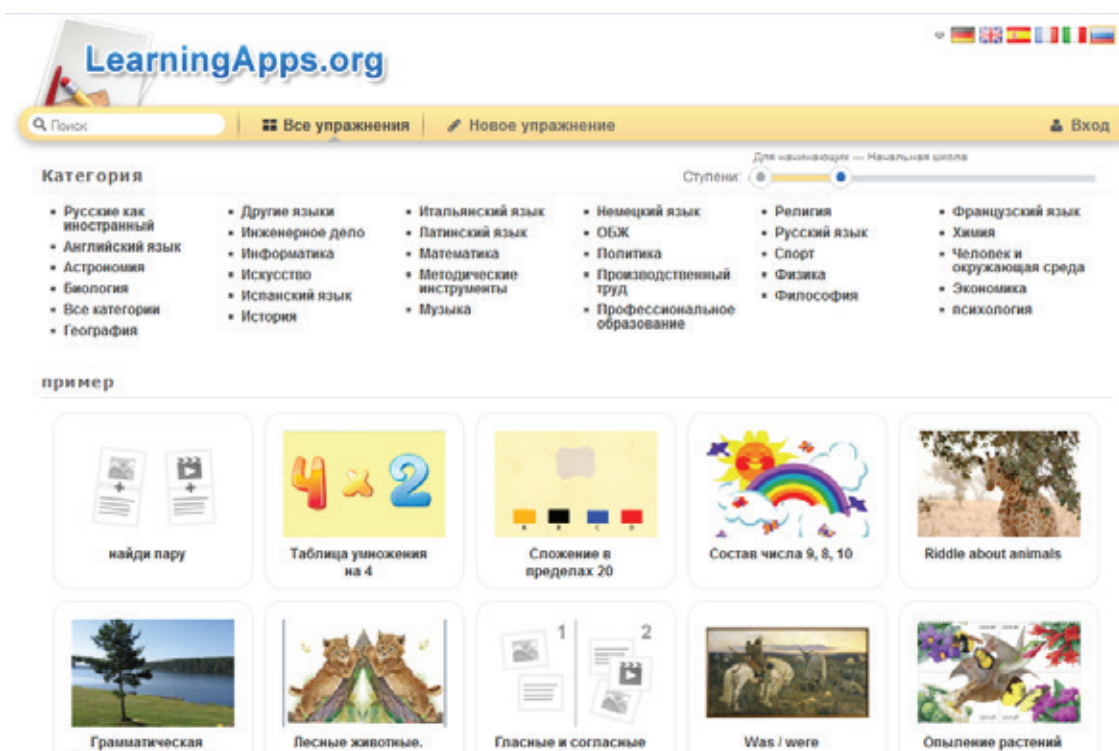 LearningApps.org
Поиск
Все упражнения
Новое упражнение
Вход
Для начинающих — Начальная школа
Категория
Ступени:
Русские как
иностранный
Английский язык
Астрономия
Биология
Все категории
География
Другие языки
Инженерное дело
Информатика
Искусство
Испанский язык
История
Итальянский язык
Латинский язык
Математика
Методические
инструменты
Музыка
Немецкий язык
ОБЖ
Политика
Производственный
труд
Профессиональное
образование
Религия
Русский язык
Спорт
Физика
Философия
Французский язык
Химия
Человек и
окружающая среда
Экономика
психология
пример
найди пару
4 x 2
Таблица умножения
на 4
A B C D
Сложение в
пределах 20
Состав числа 9, 8, 10
Riddle about animals
Грамматическая
Лесные животные.
1 2
Гласные и согласные
Was / were
Опыление растений